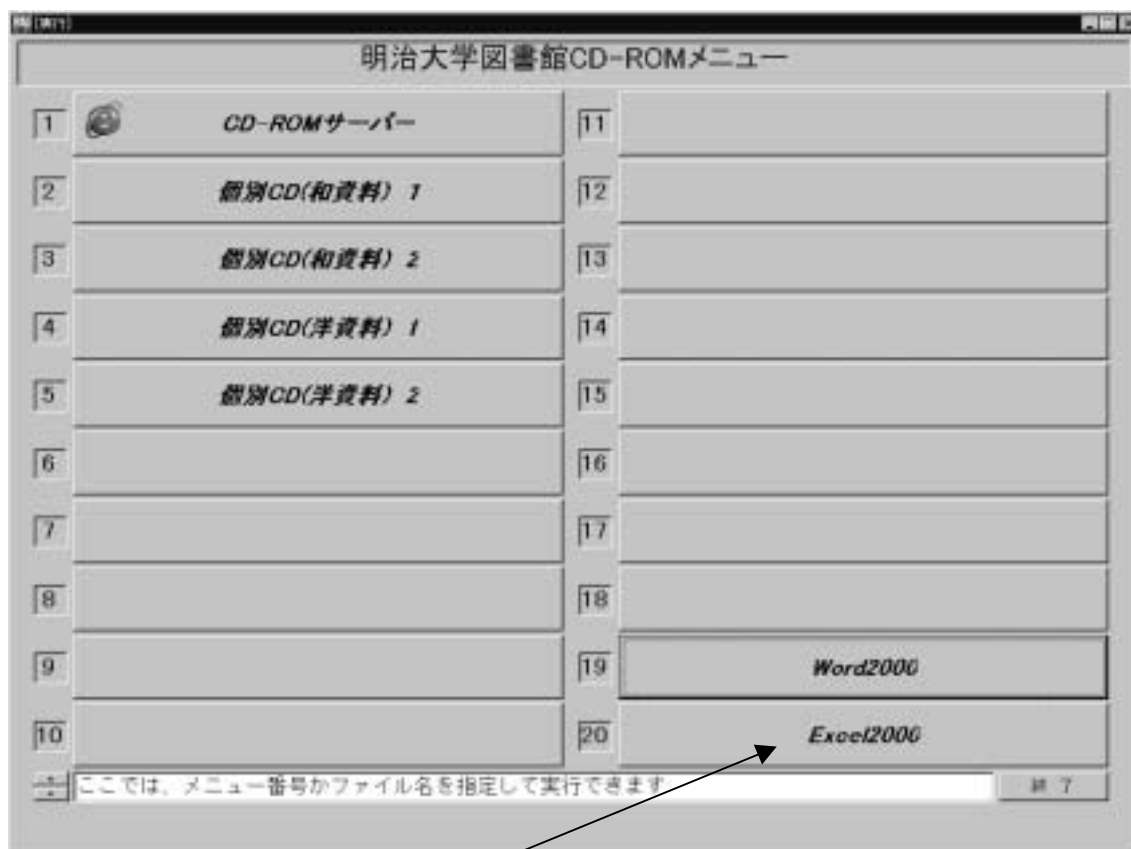 [実行]
明治大学図書館CD-ROMメニュー
1 CD-ROMサーバー
2 個別CD(和資料) 1
3 個別CD(和資料) 2
4 個別CD(洋資料) 1
5 個別CD(洋資料) 2
6
7
8
9
10
11
12
13
14
15
16
17
18
19 Word2000
20 Excel2000
ここでは、メニュー番号かファイル名を指定して実行できます
終了